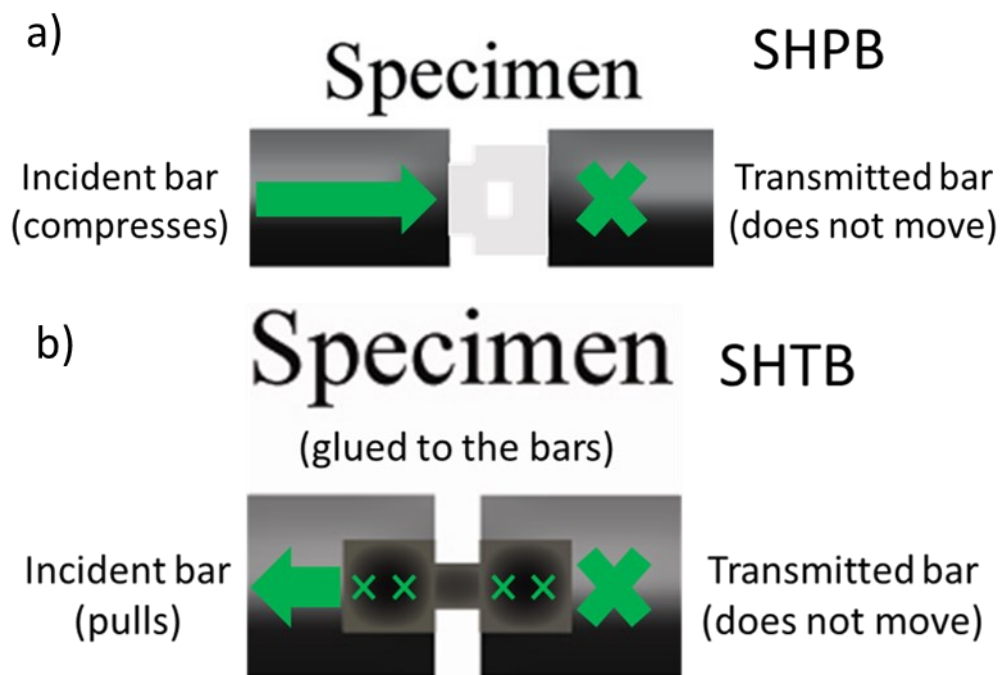 a)
SHPB
Specimen
Incident bar
(compresses)
Transmitted bar
(does not move)
b)
Specimen
SHTB
(glued to the bars)
Incident bar
(pulls)
Transmitted bar
(does not move)